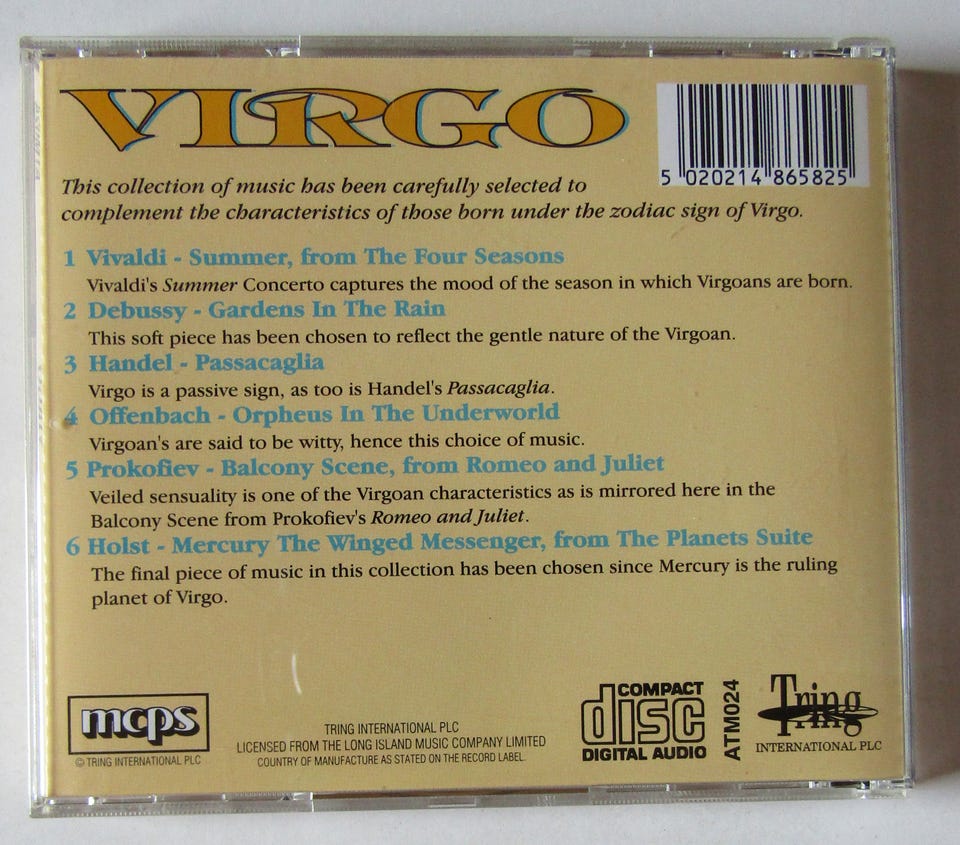 VIRGO
5 020214 865825
This collection of music has been carefully selected to
complement the characteristics of those born under the zodiac sign of Virgo.
1 Vivaldi - Summer, from The Four Seasons
Vivaldi's Summer Concerto captures the mood of the season in which Virgoans are born.
2 Debussy - Gardens In The Rain
This soft piece has been chosen to reflect the gentle nature of the Virgoan.
3 Handel - Passacaglia
Virgo is a passive sign, as too is Handel's Passacaglia.
4 Offenbach - Orpheus In The Underworld
Virgoan's are said to be witty, hence this choice of music.
5 Prokofiev - Balcony Scene, from Romeo and Juliet
Veiled sensuality is one of the Virgoan characteristics as is mirrored here in the
Balcony Scene from Prokofiev's Romeo and Juliet.
6 Holst - Mercury The Winged Messenger, from The Planets Suite
The final piece of music in this collection has been chosen since Mercury is the ruling
planet of Virgo.
mcps
© TRING INTERNATIONAL PLC
TRING INTERNATIONAL PLC
LICENSED FROM THE LONG ISLAND MUSIC COMPANY LIMITED
COUNTRY OF MANUFACTURE AS STATED ON THE RECORD LABEL.
COMPACT
disc
DIGITAL AUDIO
ATM024
Tring
INTERNATIONAL PLC